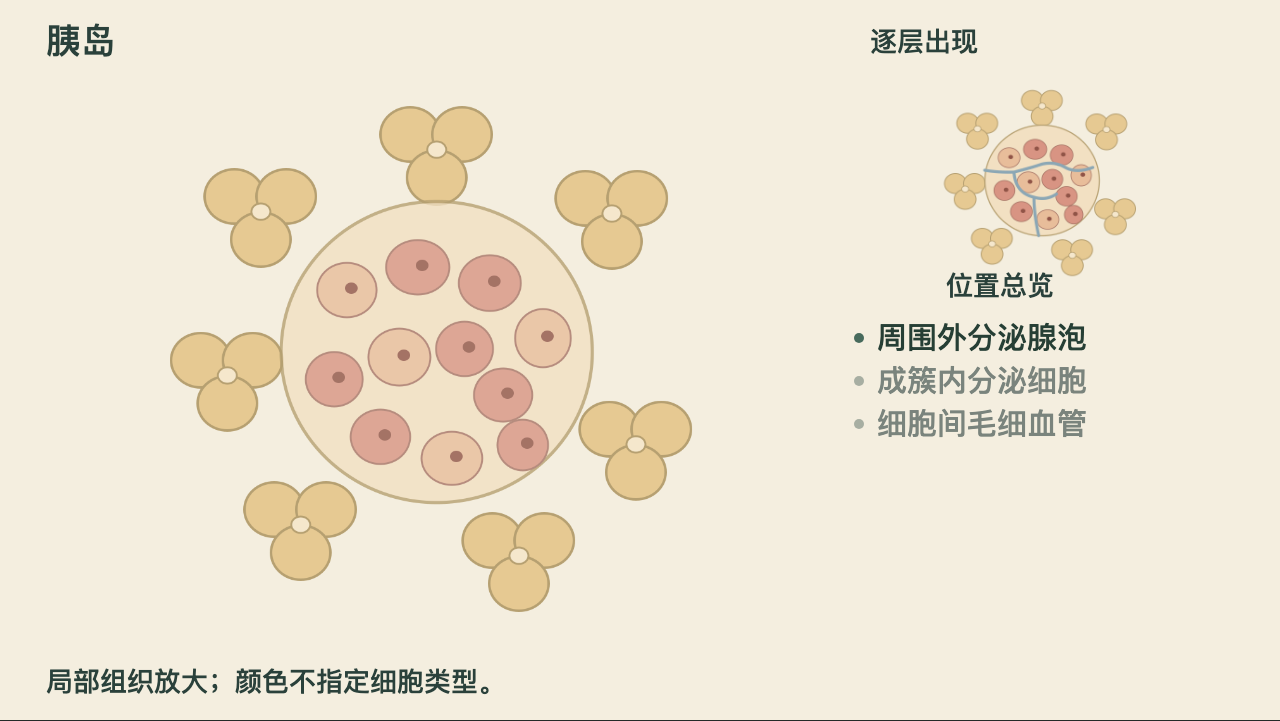 胰岛
逐层出现
位置总览
周围外分泌腺泡
成簇内分泌细胞
细胞间毛细血管
局部组织放大；颜色不指定细胞类型。